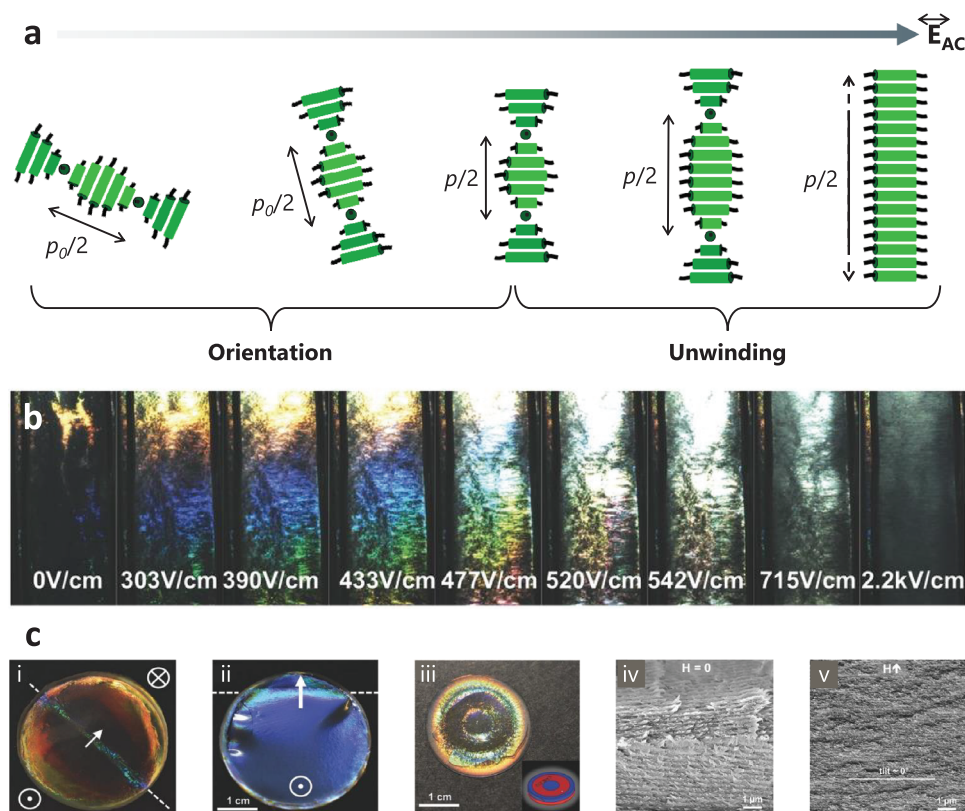 a
E_AC
p₀/2
p₀/2
p/2
p/2
p/2
Orientation
Unwinding
b
0V/cm
303V/cm
390V/cm
433V/cm
477V/cm
520V/cm
542V/cm
715V/cm
2.2kV/cm
c
i
ii
iii
iv
v
H = 0
H↑
tilt ~ 0°
1 cm
1 cm
1 µm
1 µm